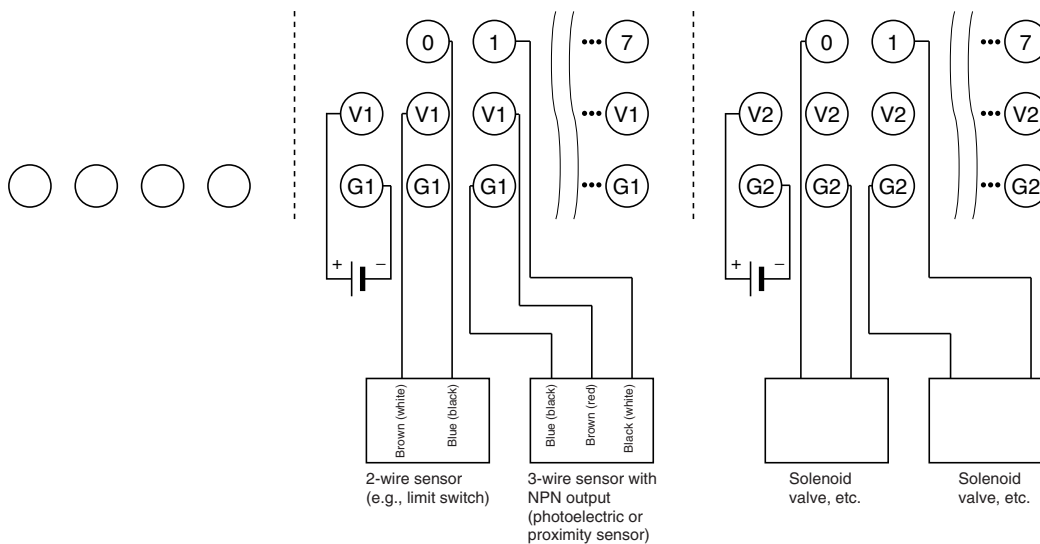 0 1 ••• 7 0 1 ••• 7
V1 V1 V1 ••• V1 V2 V2 V2 ••• V2
G1 G1 G1 ••• G1 G2 G2 G2 ••• G2
+ − + −
Brown (white)
Blue (black)
Blue (black)
Brown (red)
Black (white)
2-wire sensor
(e.g., limit switch)
3-wire sensor with
NPN output
(photoelectric or
proximity sensor)
Solenoid
valve, etc.
Solenoid
valve, etc.